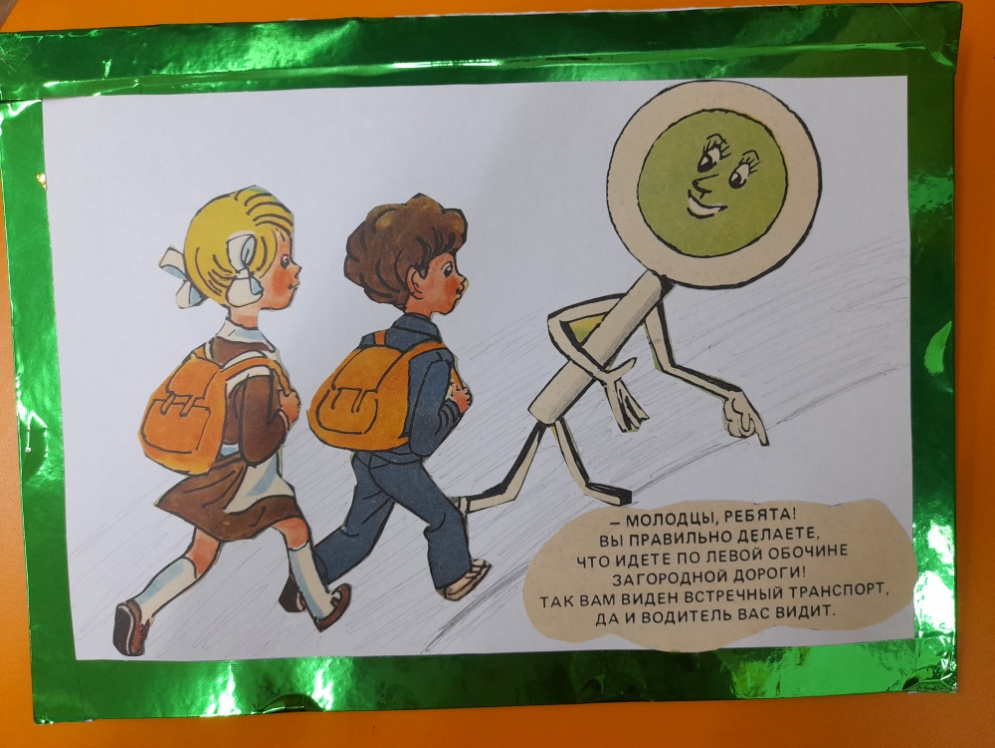 – МОЛОДЦЫ, РЕБЯТА!
ВЫ ПРАВИЛЬНО ДЕЛАЕТЕ,
ЧТО ИДЕТЕ ПО ЛЕВОЙ ОБОЧИНЕ
ЗАГОРОДНОЙ ДОРОГИ!
ТАК ВАМ ВИДЕН ВСТРЕЧНЫЙ ТРАНСПОРТ,
ДА И ВОДИТЕЛЬ ВАС ВИДИТ.